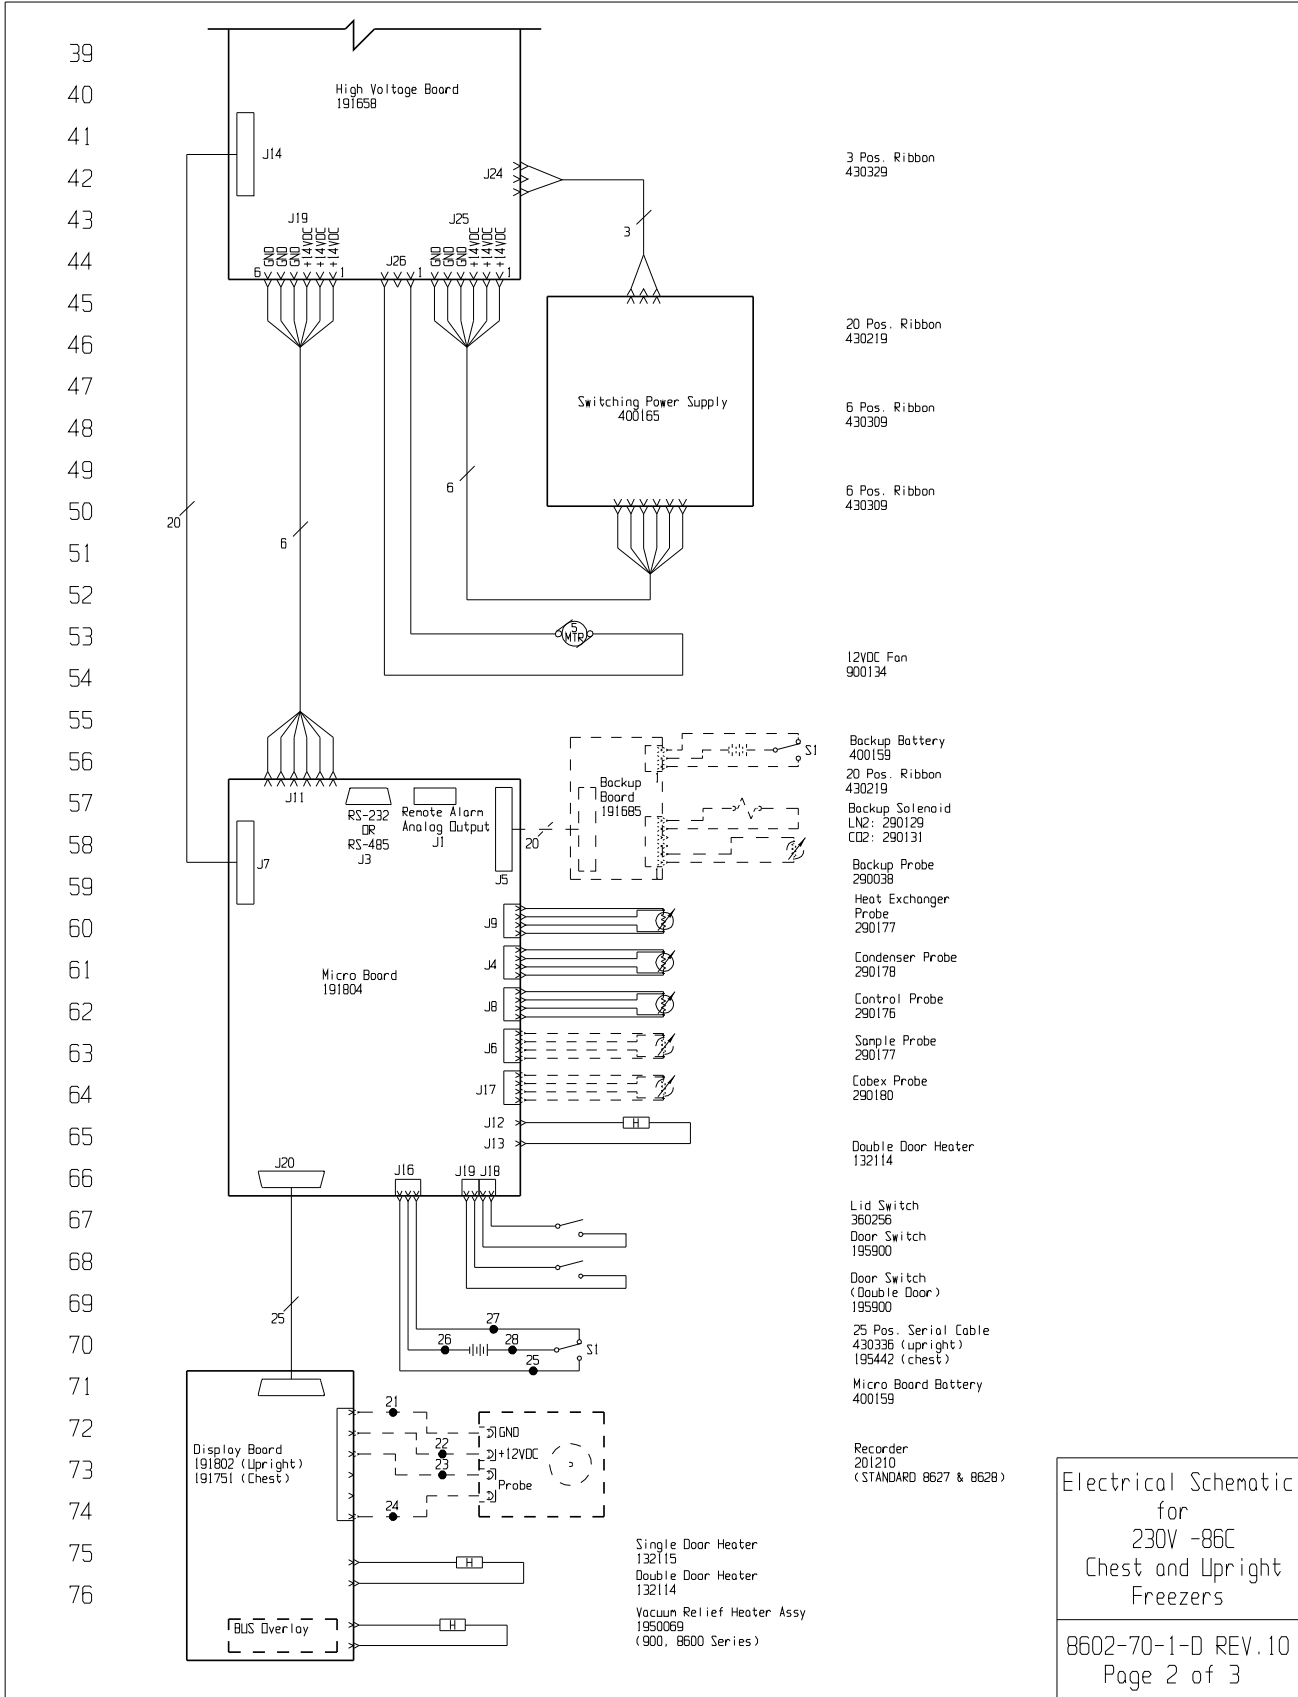 39
40
41
42
43
44
45
46
47
48
49
50
51
52
53
54
55
56
57
58
59
60
61
62
63
64
65
66
67
68
69
70
71
72
73
74
75
76
High Voltage Board
191658
J14
J24
J19
J25
GND
GND
GND
+14VDC
+14VDC
+14VDC
J26
GND
GND
GND
+14VDC
+14VDC
+14VDC
6
1
1
1
3
Switching Power Supply
400165
20
6
6
5
MTR
3 Pos. Ribbon
430329
20 Pos. Ribbon
430219
6 Pos. Ribbon
430309
6 Pos. Ribbon
430309
12VDC Fan
900134
J11
RS-232
OR
RS-485
J3
Remote Alarm
Analog Output
J1
J5
J7
20
Backup
Board
191685
S1
Micro Board
191804
J9
J4
J8
J6
J17
J12
J13
H
J20
J16
J19
J18
Backup Battery
400159
20 Pos. Ribbon
430219
Backup Solenoid
LN2: 290129
CO2: 290131
Backup Probe
290038
Heat Exchanger
Probe
290177
Condenser Probe
290178
Control Probe
290176
Sample Probe
290177
Cabex Probe
290180
Double Door Heater
132114
Lid Switch
360256
Door Switch
195900
Door Switch
(Double Door)
195900
25 Pos. Serial Cable
430336 (upright)
195442 (chest)
Micro Board Battery
400159
Recorder
201210
(STANDARD 8627 & 8628)
25
27
26
28
S1
25
21
22
23
24
GND
+12VDC
Probe
Display Board
191802 (Upright)
191751 (Chest)
H
H
BUS Overlay
Single Door Heater
132115
Double Door Heater
132114
Vacuum Relief Heater Assy
1950069
(900, 8600 Series)
Electrical Schematic
for
230V -86C
Chest and Upright
Freezers
8602-70-1-D REV.10
Page 2 of 3